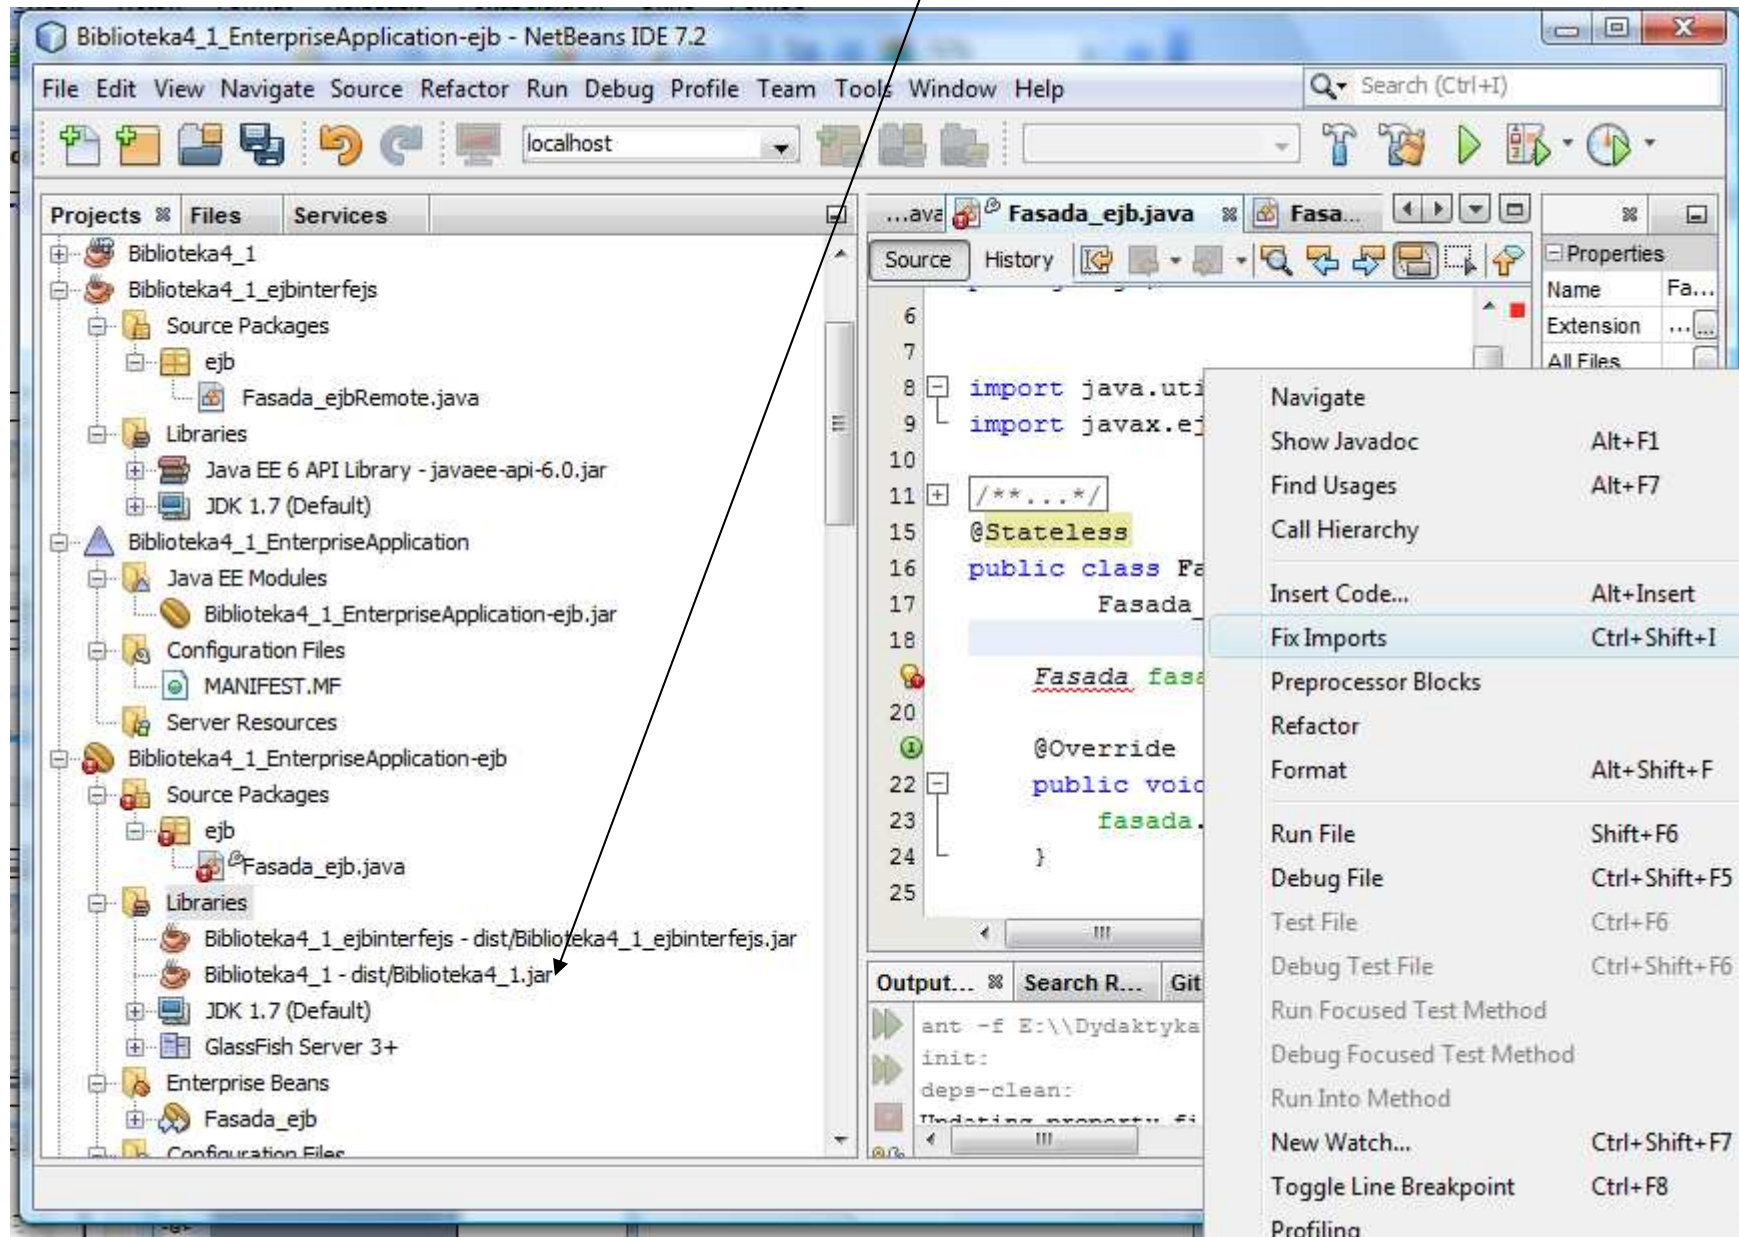 Biblioteka4_1_EnterpriseApplication-ejb - NetBeans IDE 7.2
File Edit View Navigate Source Refactor Run Debug Profile Team Tools Window Help
Search (Ctrl+I)
localhost
Projects Files Services
Biblioteka4_1
Biblioteka4_1_ejbinterfejs
Source Packages
ejb
Fasada_ejbRemote.java
Libraries
Java EE 6 API Library - javaee-api-6.0.jar
JDK 1.7 (Default)
Biblioteka4_1_EnterpriseApplication
Java EE Modules
Biblioteka4_1_EnterpriseApplication-ejb.jar
Configuration Files
MANIFEST.MF
Server Resources
Biblioteka4_1_EnterpriseApplication-ejb
Source Packages
ejb
Fasada_ejb.java
Libraries
Biblioteka4_1_ejbinterfejs - dist/Biblioteka4_1_ejbinterfejs.jar
Biblioteka4_1 - dist/Biblioteka4_1.jar
JDK 1.7 (Default)
GlassFish Server 3+
Enterprise Beans
Fasada_ejb
Configuration Files
...ava Fasada_ejb.java Fasa...
Source History
6
7
8 import java.uti
9 import javax.ej
10
11 /**...*/
15 @Stateless
16 public class Fa
17 Fasada_
18
Fasada fasa
20
@Override
22 public void
23 fasada.
24 }
25
Output... Search R... Git
ant -f E:\\Dydaktyka
init:
deps-clean:
Updating property fi
Properties
Name Fa...
Extension ... ...
All Files
Navigate
Show Javadoc Alt+F1
Find Usages Alt+F7
Call Hierarchy
Insert Code... Alt+Insert
Fix Imports Ctrl+Shift+I
Preprocessor Blocks
Refactor
Format Alt+Shift+F
Run File Shift+F6
Debug File Ctrl+Shift+F5
Test File Ctrl+F6
Debug Test File Ctrl+Shift+F6
Run Focused Test Method
Debug Focused Test Method
Run Into Method
New Watch... Ctrl+Shift+F7
Toggle Line Breakpoint Ctrl+F8
Profiling